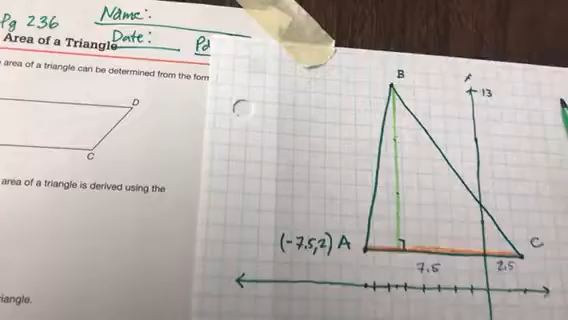 Pg 236
Name:
Date:
Area of a Triangle
area of a triangle can be determined from the form
D
C
area of a triangle is derived using the
riangle.
B
13
(-7.5,2) A
C
7.5
2.5